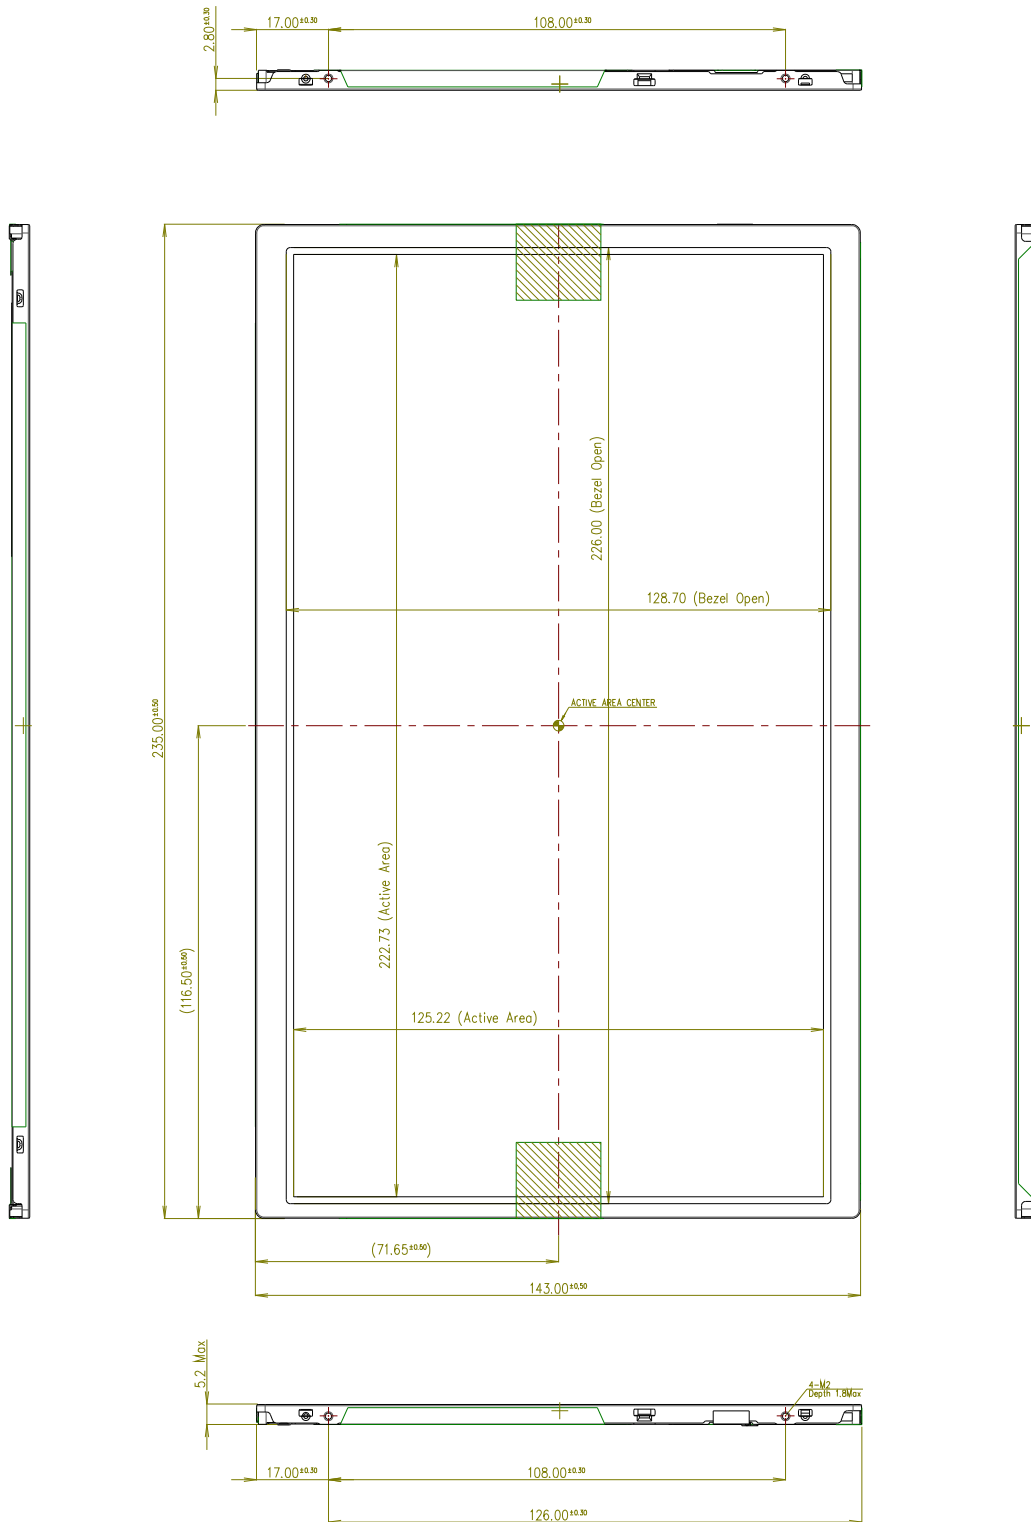 17.00±0.30
108.00±0.30
2.80±0.30
226.00 (Bezel Open)
128.70 (Bezel Open)
ACTIVE AREA CENTER
235.00±0.50
222.73 (Active Area)
(116.50±0.50)
125.22 (Active Area)
(71.65±0.50)
143.00±0.50
5.2 Max
4-M2
Depth 1.8Max
17.00±0.30
108.00±0.30
126.00±0.30